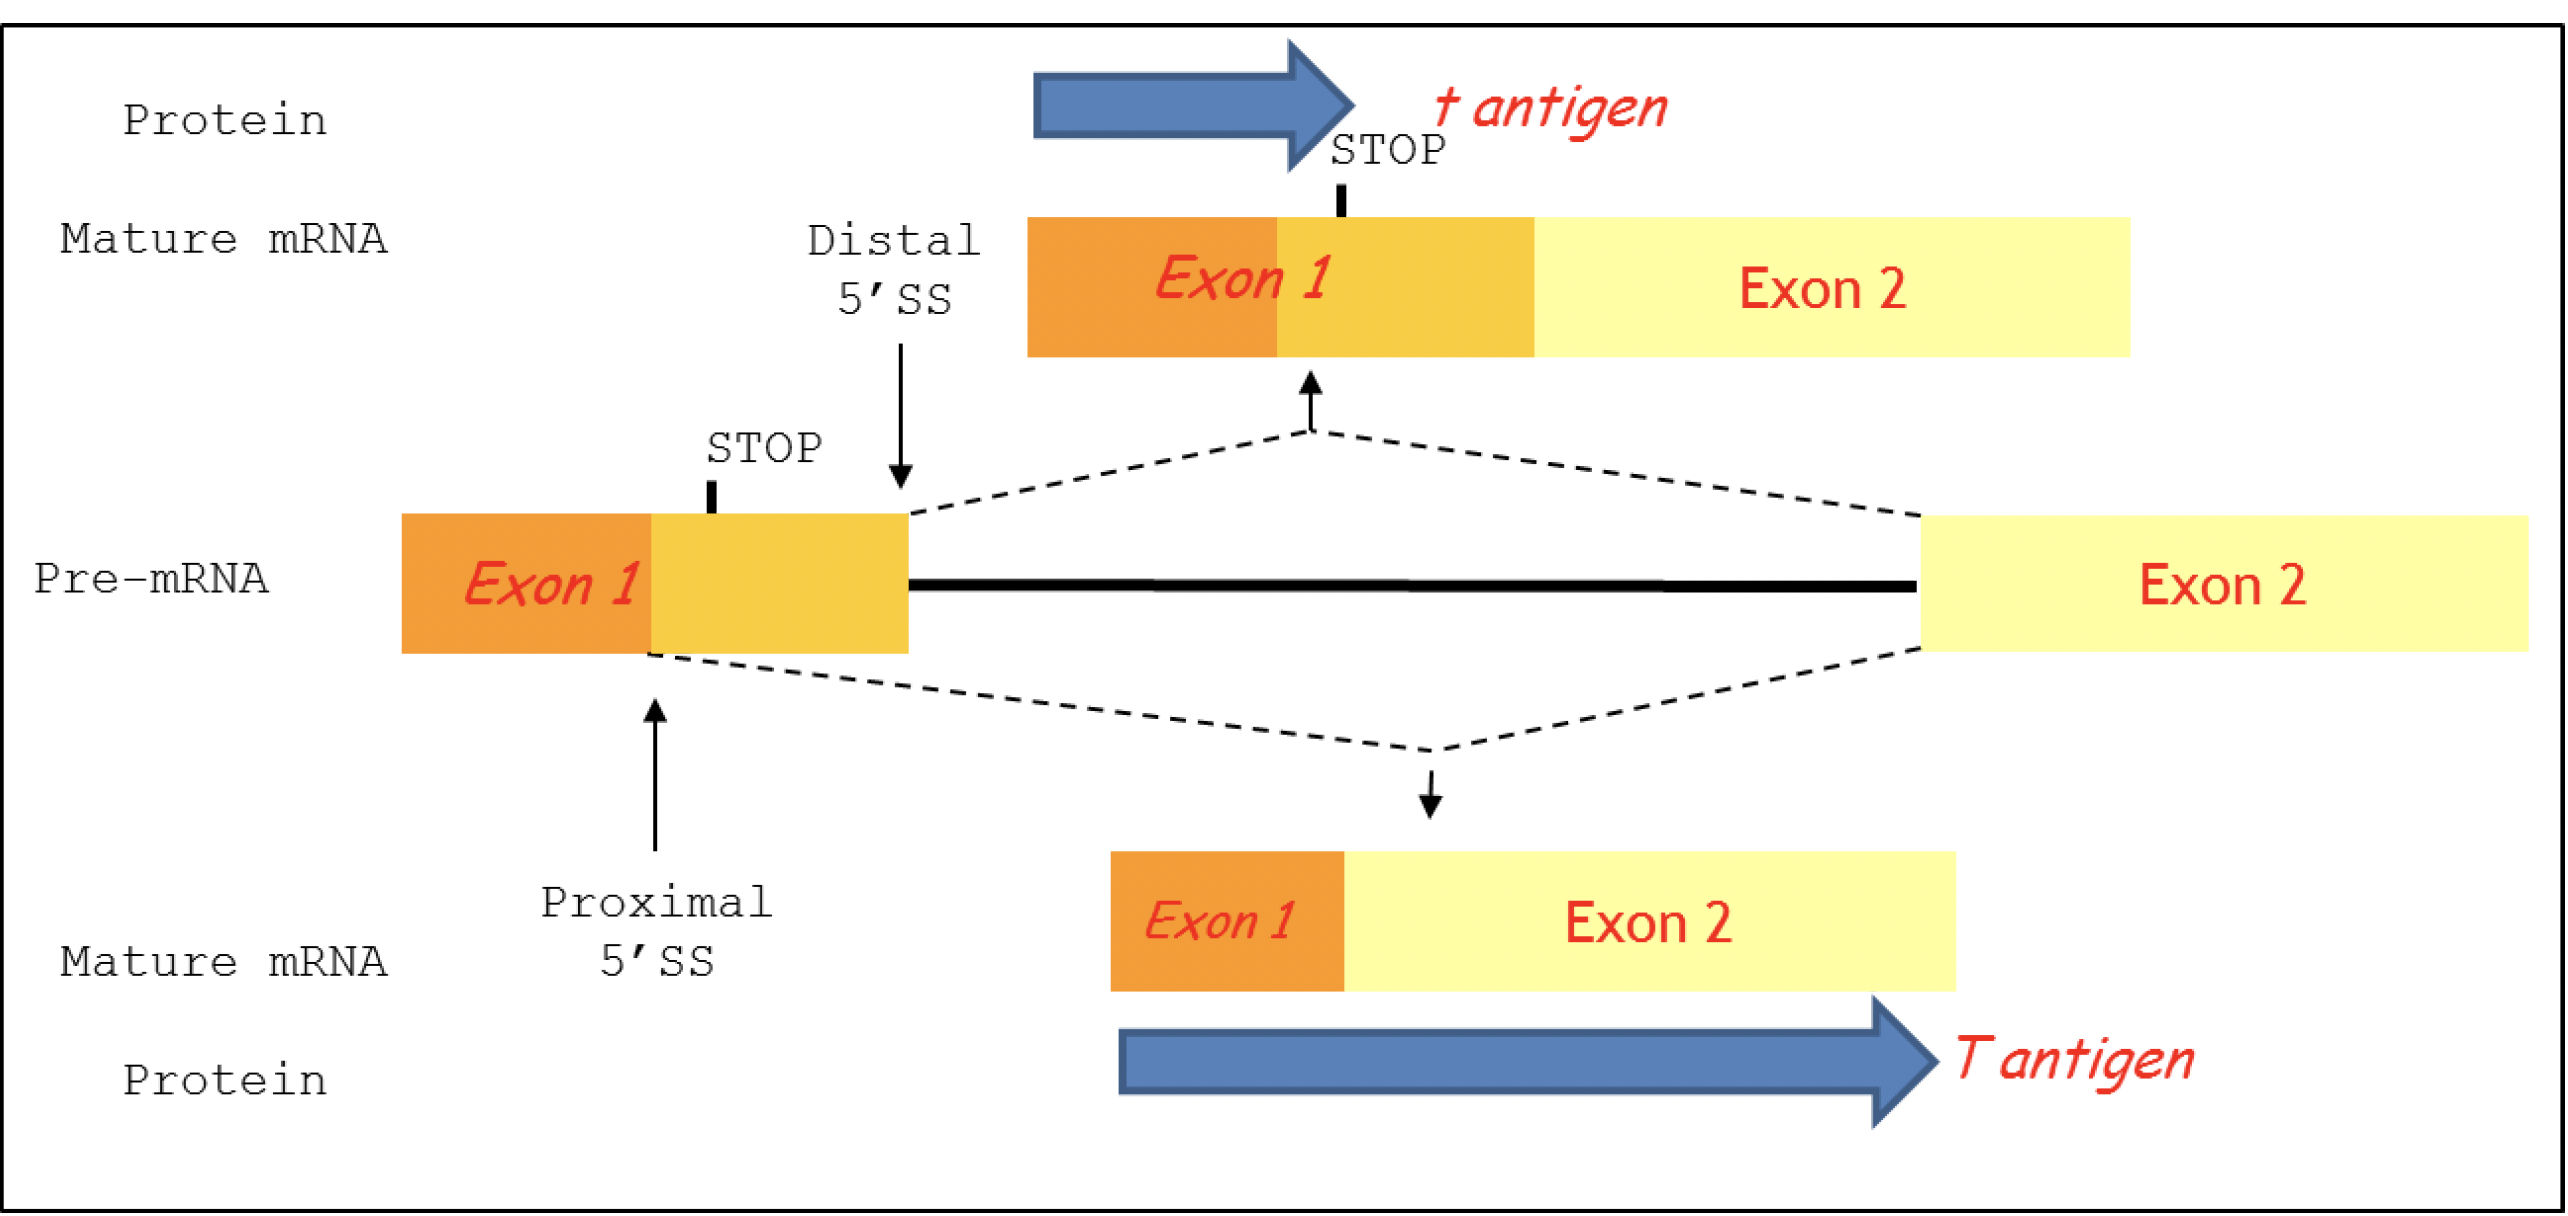 Protein
t antigen
STOP
Mature mRNA
Distal
5’SS
Exon 1
Exon 2
STOP
Pre-mRNA
Exon 1
Exon 2
Proximal
5’SS
Mature mRNA
Exon 1
Exon 2
Protein
T antigen